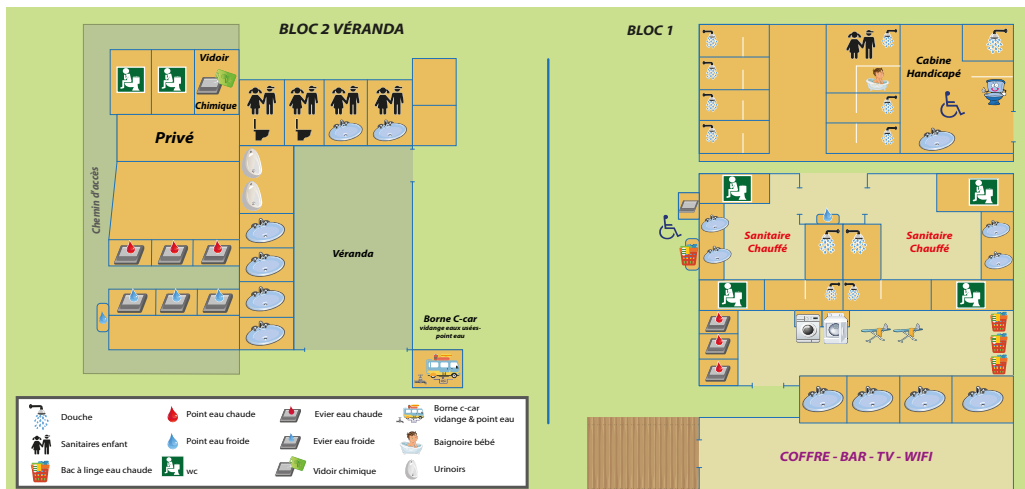 BLOC 2 VÉRANDA
BLOC 1
Vidoir
Chimique
Privé
Chemin d'accès
Véranda
Borne C-car
vidange eaux usées-
point eau
Cabine
Handicapé
Sanitaire
Chauffé
Sanitaire
Chauffé
COFFRE - BAR - TV - WIFI
Douche
Point eau chaude
Evier eau chaude
Borne c-car
vidange & point eau
Sanitaires enfant
Point eau froide
Evier eau froide
Baignoire bébé
Bac à linge eau chaude
wc
Vidoir chimique
Urinoirs